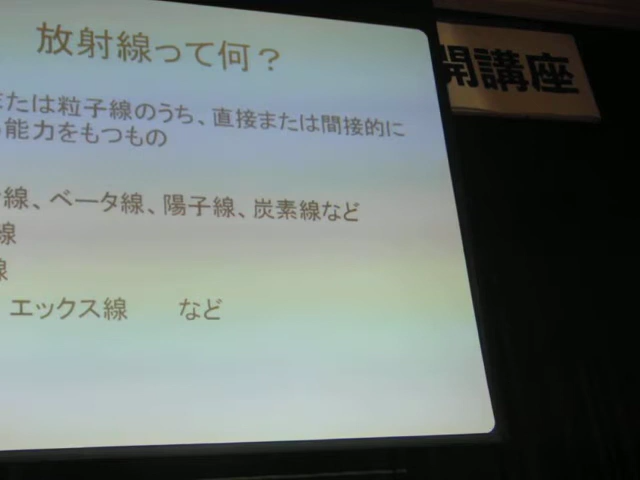 放射線って何？
開講座
または粒子線のうち、直接または間接的に
能力をもつもの
線、ベータ線、陽子線、炭素線など
線
線
エックス線 など